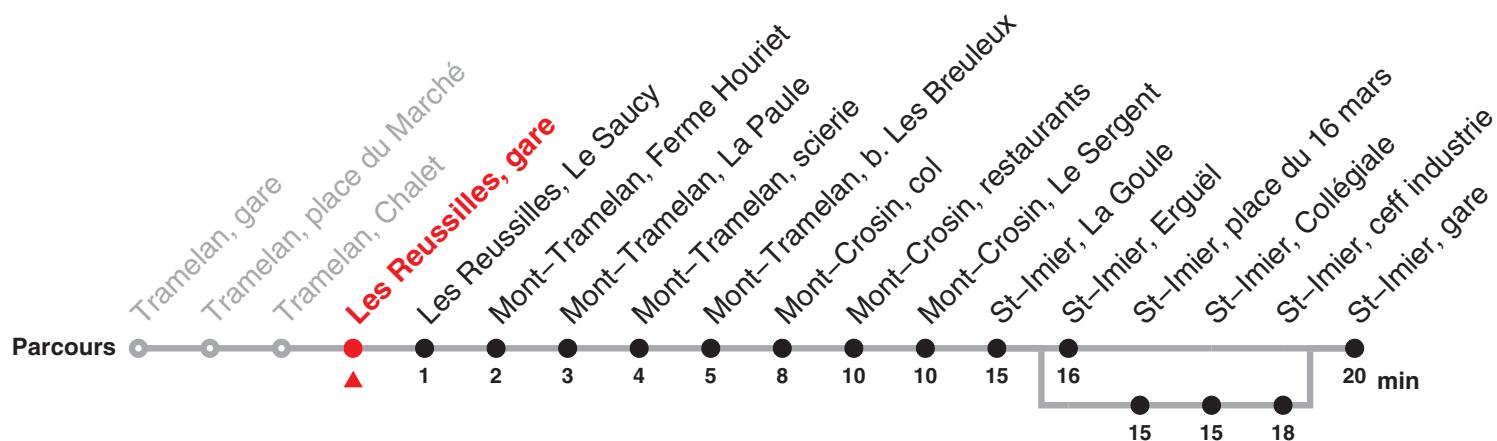 Tramelan, gare
Tramelan, place du Marché
Tramelan, Chalet
Les Reussilles, gare
Les Reussilles, Le Saucy
Mont–Tramelan, Ferme Houriet
Mont–Tramelan, La Paule
Mont–Tramelan, scierie
Mont–Tramelan, b. Les Breuleux
Mont–Crosin, col
Mont–Crosin, restaurants
Mont–Crosin, Le Sergent
St–Imier, La Goule
St–Imier, Erguël
St–Imier, place du 16 mars
St–Imier, Collégiale
St–Imier, ceff industrie
St–Imier, gare
Parcours
1 2 3 4 5 8 10 10 15 16 20 min
15 15 18